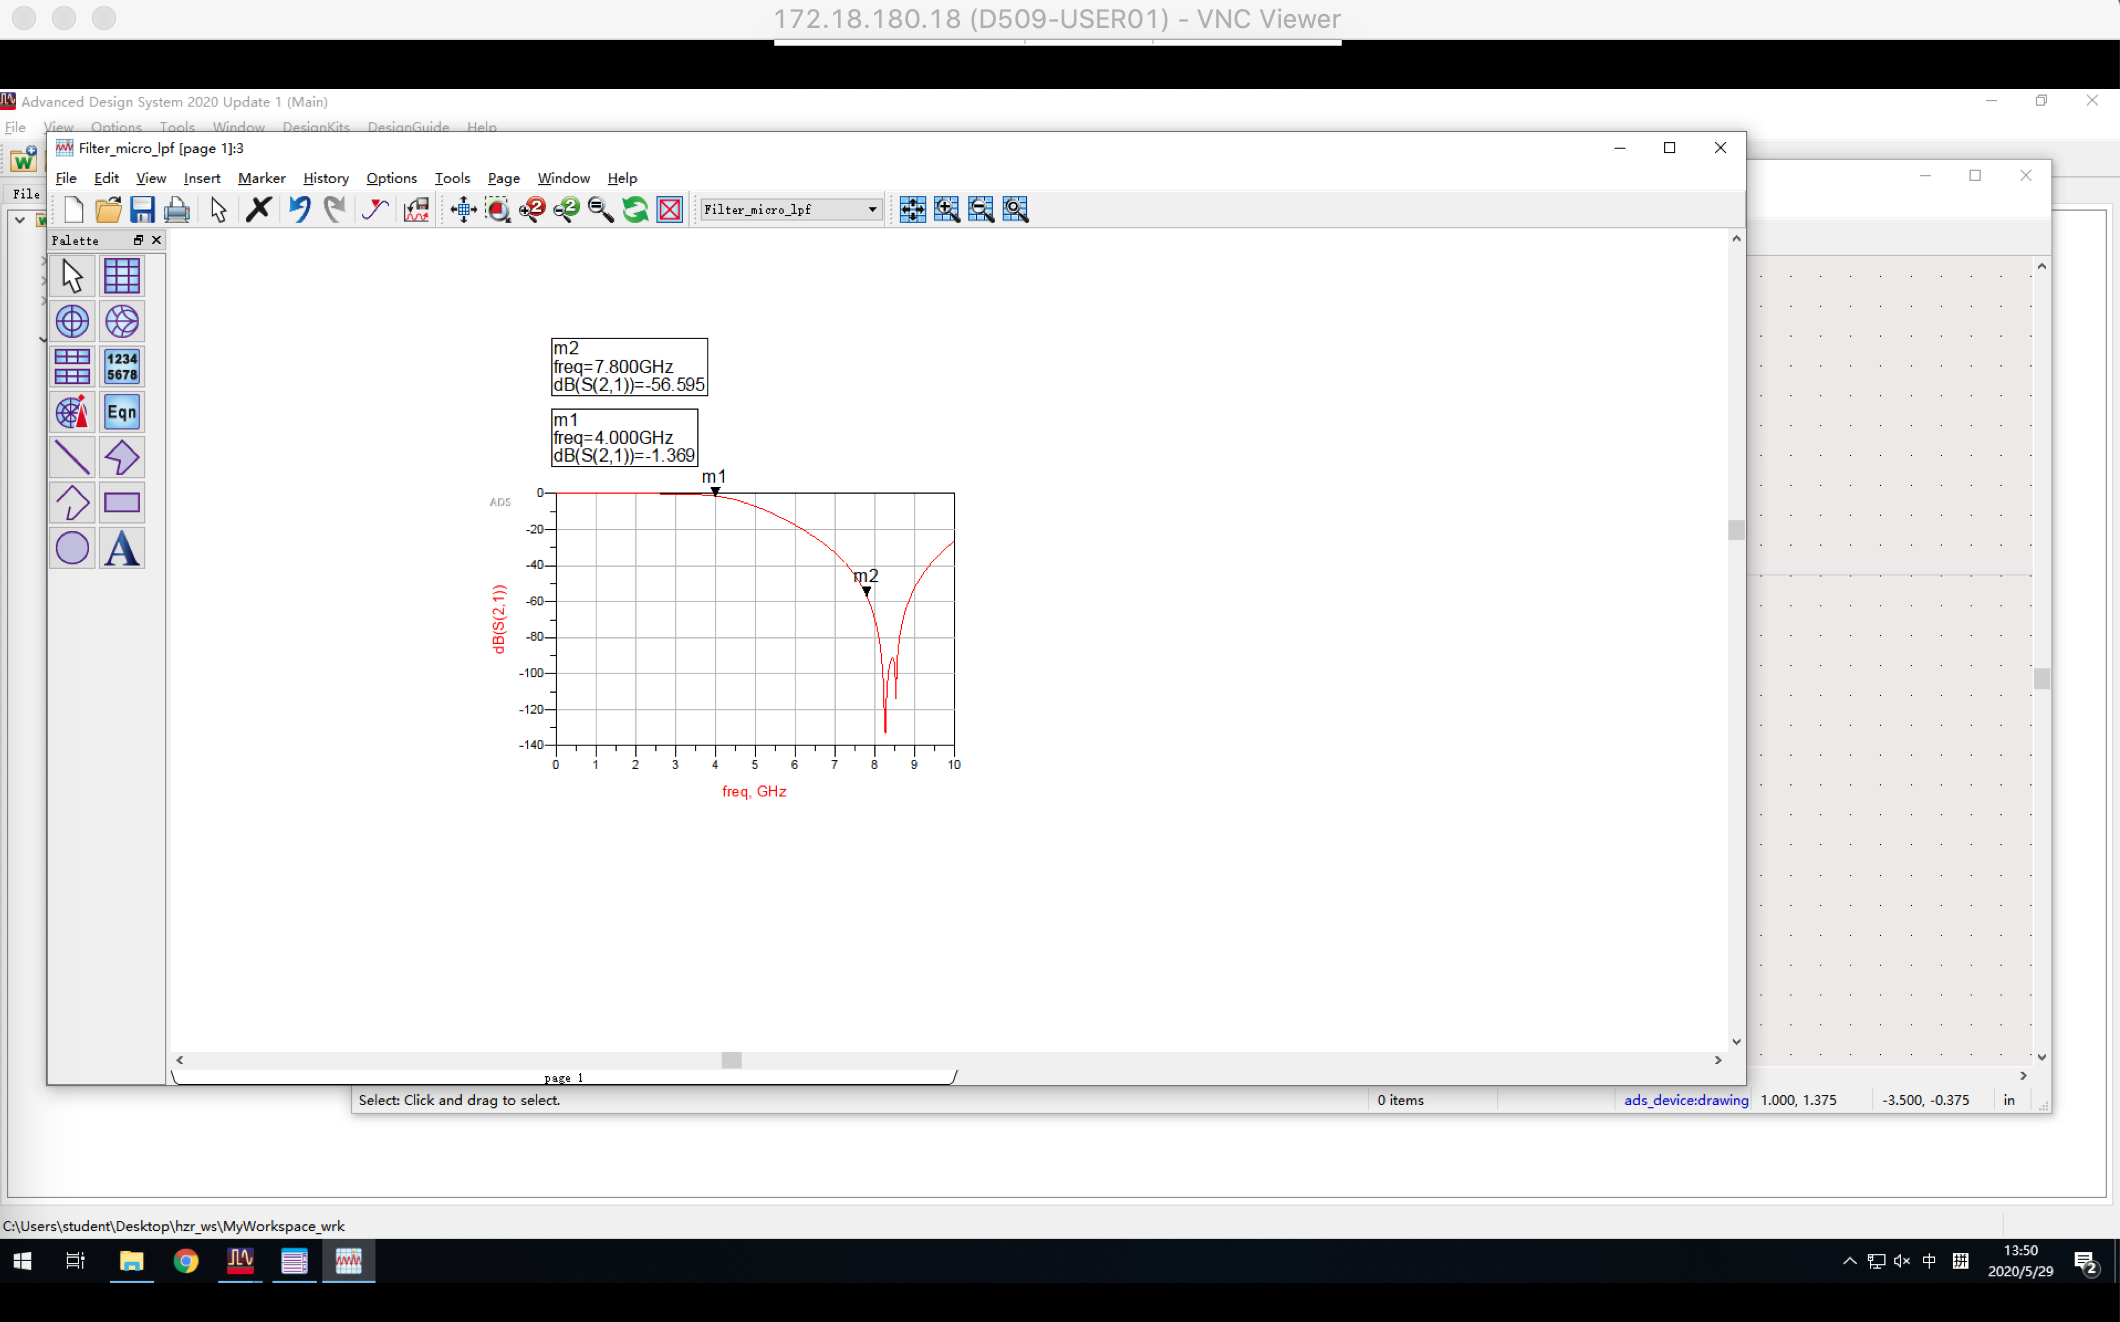 172.18.180.18 (D509-USER01) - VNC Viewer
Advanced Design System 2020 Update 1 (Main)
File View Options Tools Window DesignKits DesignGuide Help
Filter_micro_lpf [page 1]:3
File Edit View Insert Marker History Options Tools Page Window Help
File
Filter_micro_lpf
Palette
1234
5678
Eqn
A
m2
freq=7.800GHz
dB(S(2,1))=-56.595
m1
freq=4.000GHz
dB(S(2,1))=-1.369
m1
ADS
0
-20
-40
m2
-60
-80
-100
-120
-140
dB(S(2,1))
0 1 2 3 4 5 6 7 8 9 10
freq, GHz
page 1
Select: Click and drag to select.
0 items
ads_device:drawing
1.000, 1.375
-3.500, -0.375
in
C:\Users\student\Desktop\hzr_ws\MyWorkspace_wrk
中
拼
13:50
2020/5/29
2